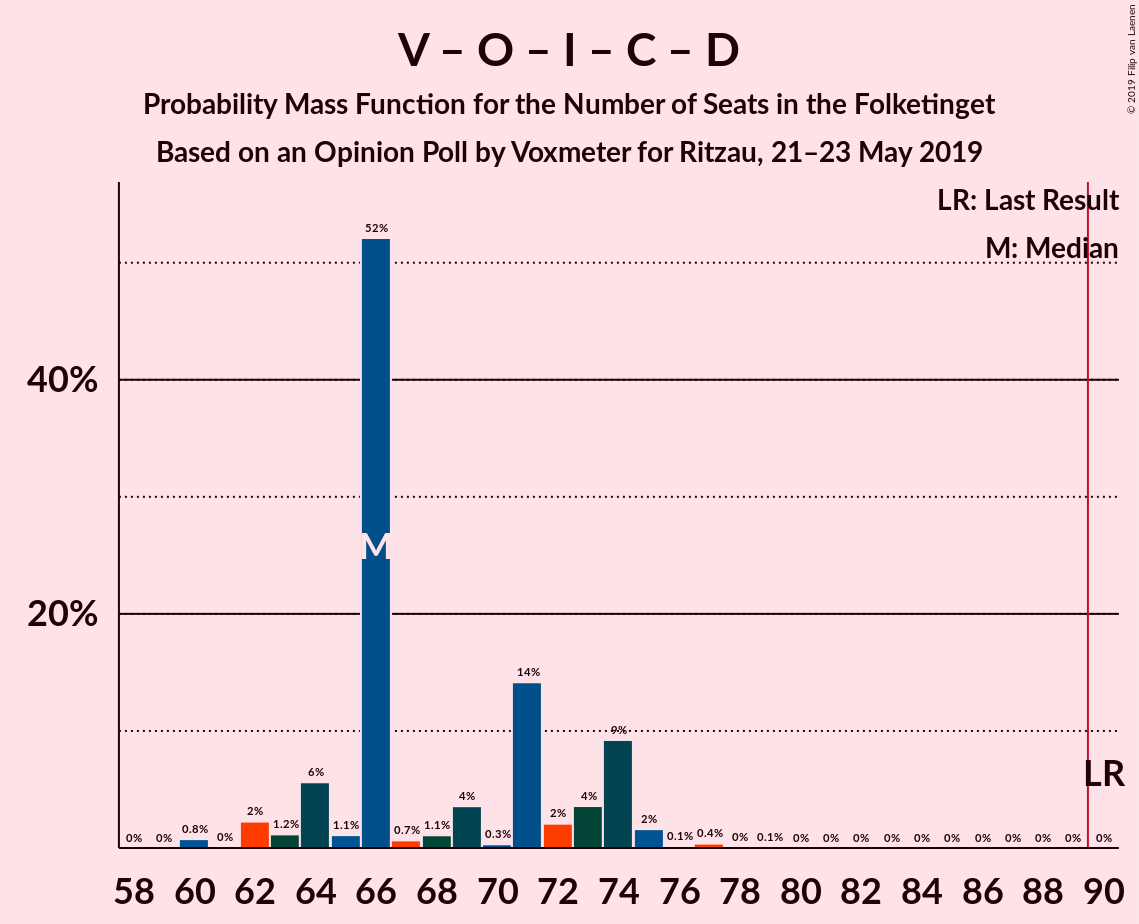 V – O – I – C – D
Probability Mass Function for the Number of Seats in the Folketinget
Based on an Opinion Poll by Voxmeter for Ritzau, 21–23 May 2019
© 2019 Filip van Laenen
LR: Last Result
M: Median
40%
20%
0% 0% 0.8% 0% 2% 1.2% 6% 1.1% 52% 0.7% 1.1% 4% 0.3% 14% 2% 4% 9% 2% 0.1% 0.4% 0% 0.1% 0% 0% 0% 0% 0% 0% 0% 0% 0% 0% 0%
M
LR
58 60 62 64 66 68 70 72 74 76 78 80 82 84 86 88 90